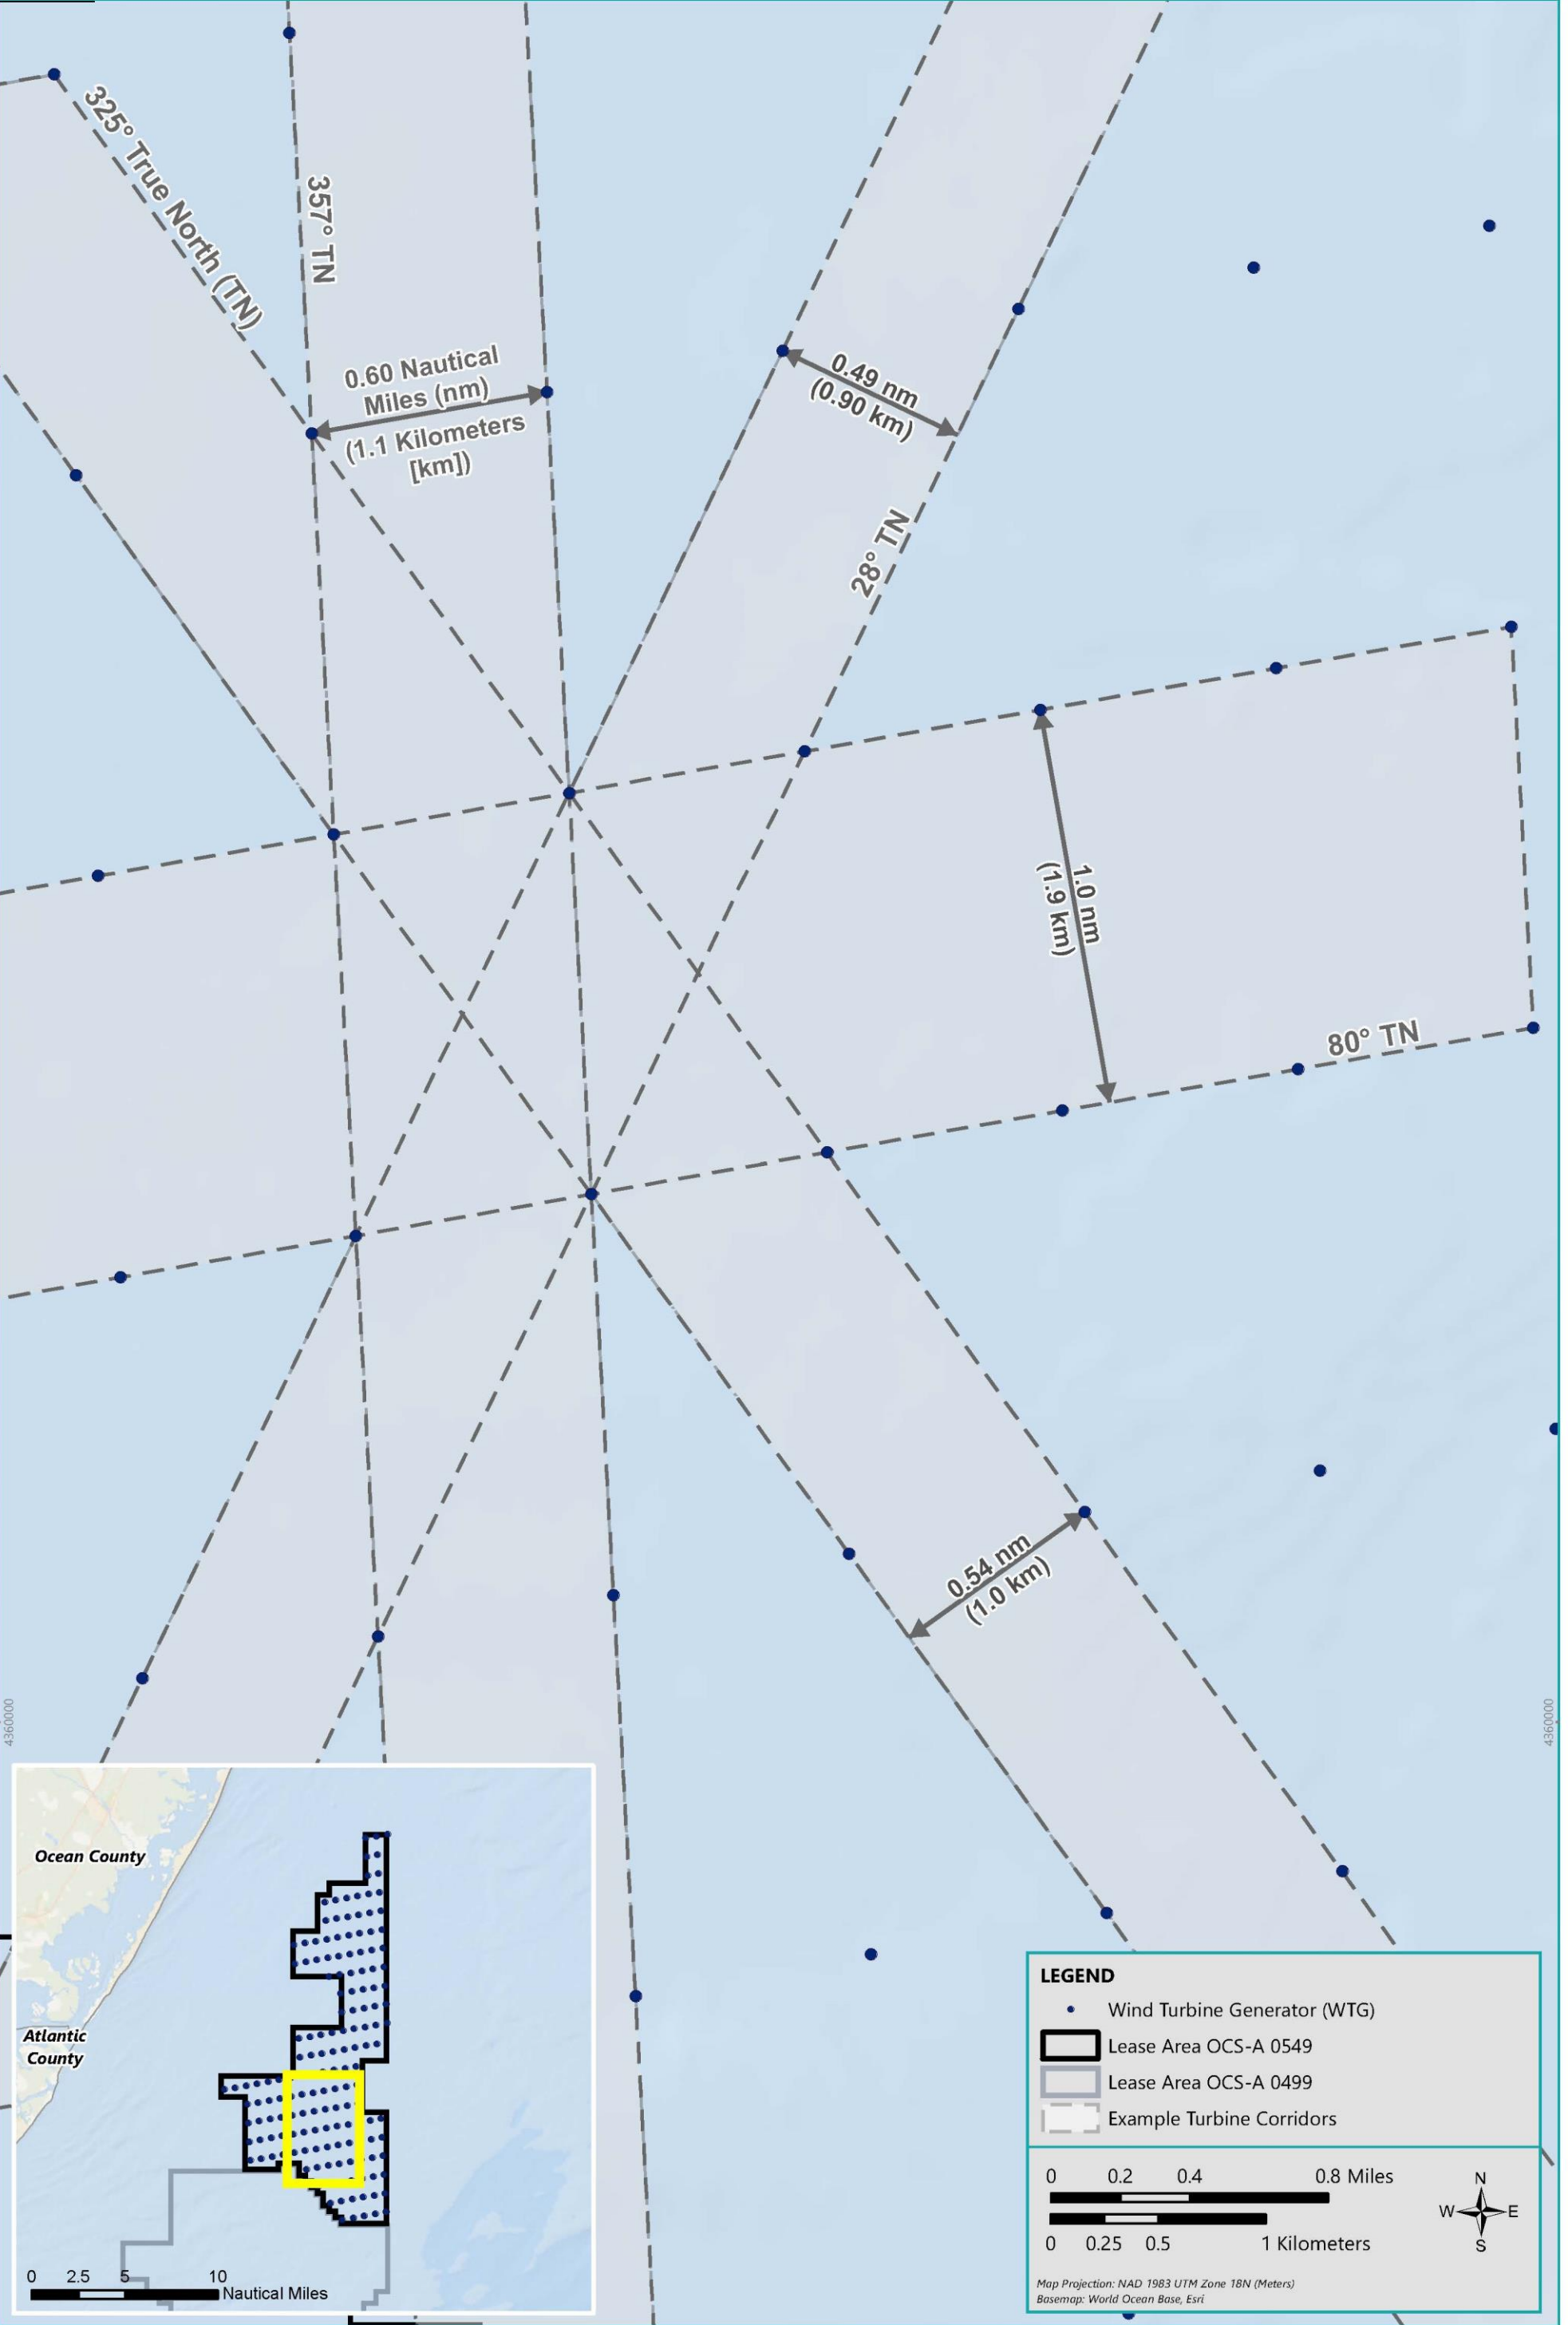 325° True North (TN)
357° TN
0.60 Nautical
Miles (nm)
(1.1 Kilometers
[km])
0.49 nm
(0.90 km)
28° TN
1.0 nm
(1.9 km)
80° TN
0.54 nm
(1.0 km)
4360000
4360000
Ocean County
Atlantic
County
0 2.5 5 10
Nautical Miles
LEGEND
Wind Turbine Generator (WTG)
Lease Area OCS-A 0549
Lease Area OCS-A 0499
Example Turbine Corridors
0 0.2 0.4 0.8 Miles
0 0.25 0.5 1 Kilometers
N
W E
S
Map Projection: NAD 1983 UTM Zone 18N (Meters)
Basemap: World Ocean Base, Esri